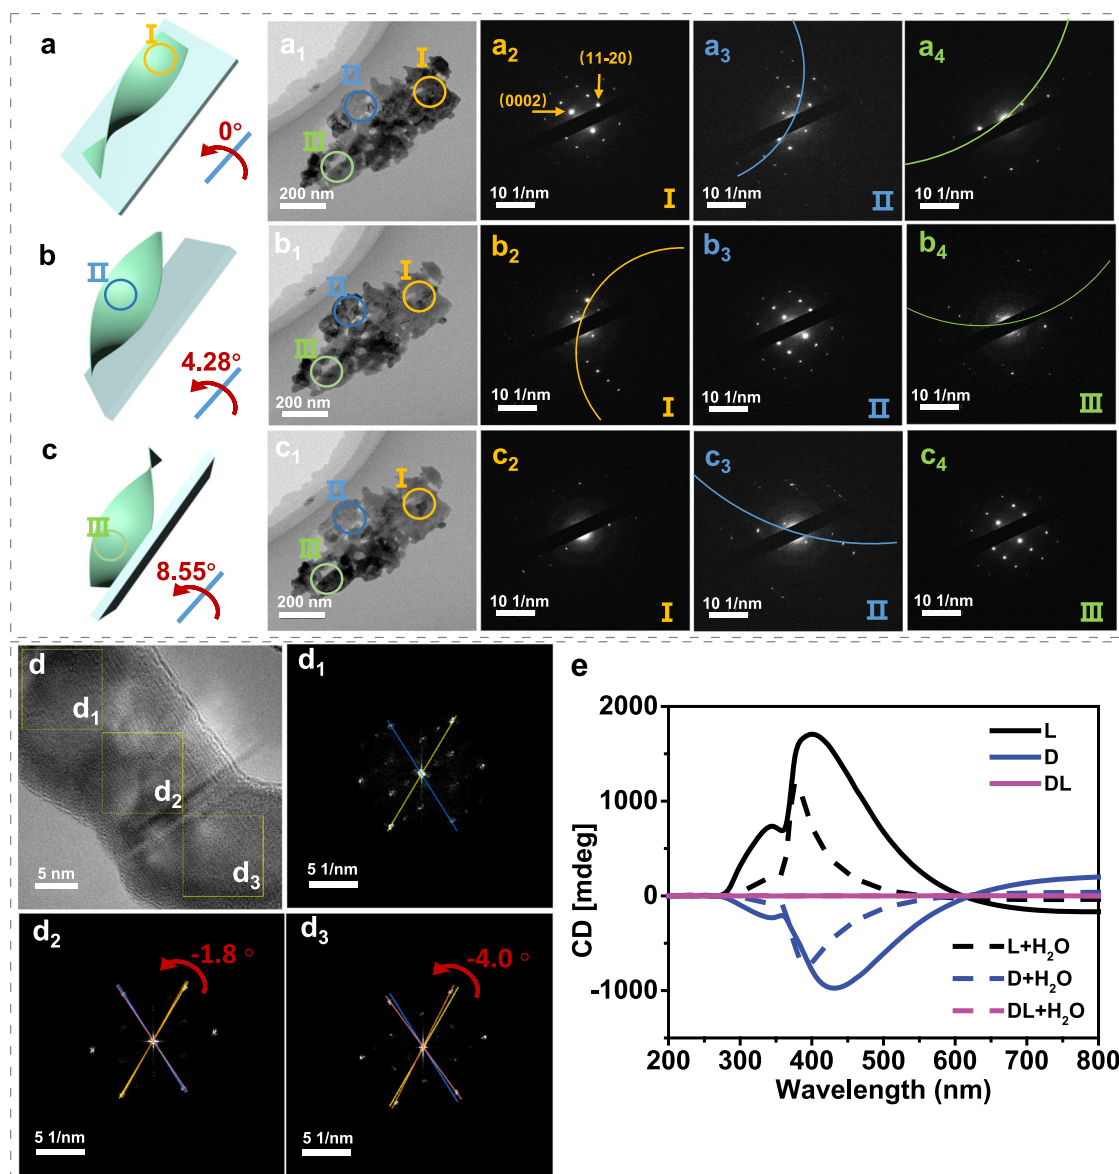 a
I
0°
a1
II
I
III
200 nm
a2
(11-20)
(0002)
10 1/nm
I
a3
10 1/nm
II
a4
10 1/nm
b
II
4.28°
b1
II
I
III
200 nm
b2
10 1/nm
I
b3
10 1/nm
II
b4
10 1/nm
III
c
III
8.55°
c1
II
I
III
200 nm
c2
10 1/nm
I
c3
10 1/nm
II
c4
10 1/nm
III
d
d1
d2
d3
5 nm
d1
5 1/nm
d2
-1.8 °
5 1/nm
d3
-4.0 °
5 1/nm
e
2000
1000
0
-1000
CD [mdeg]
L
D
DL
L+H2O
D+H2O
DL+H2O
200 300 400 500 600 700 800
Wavelength (nm)